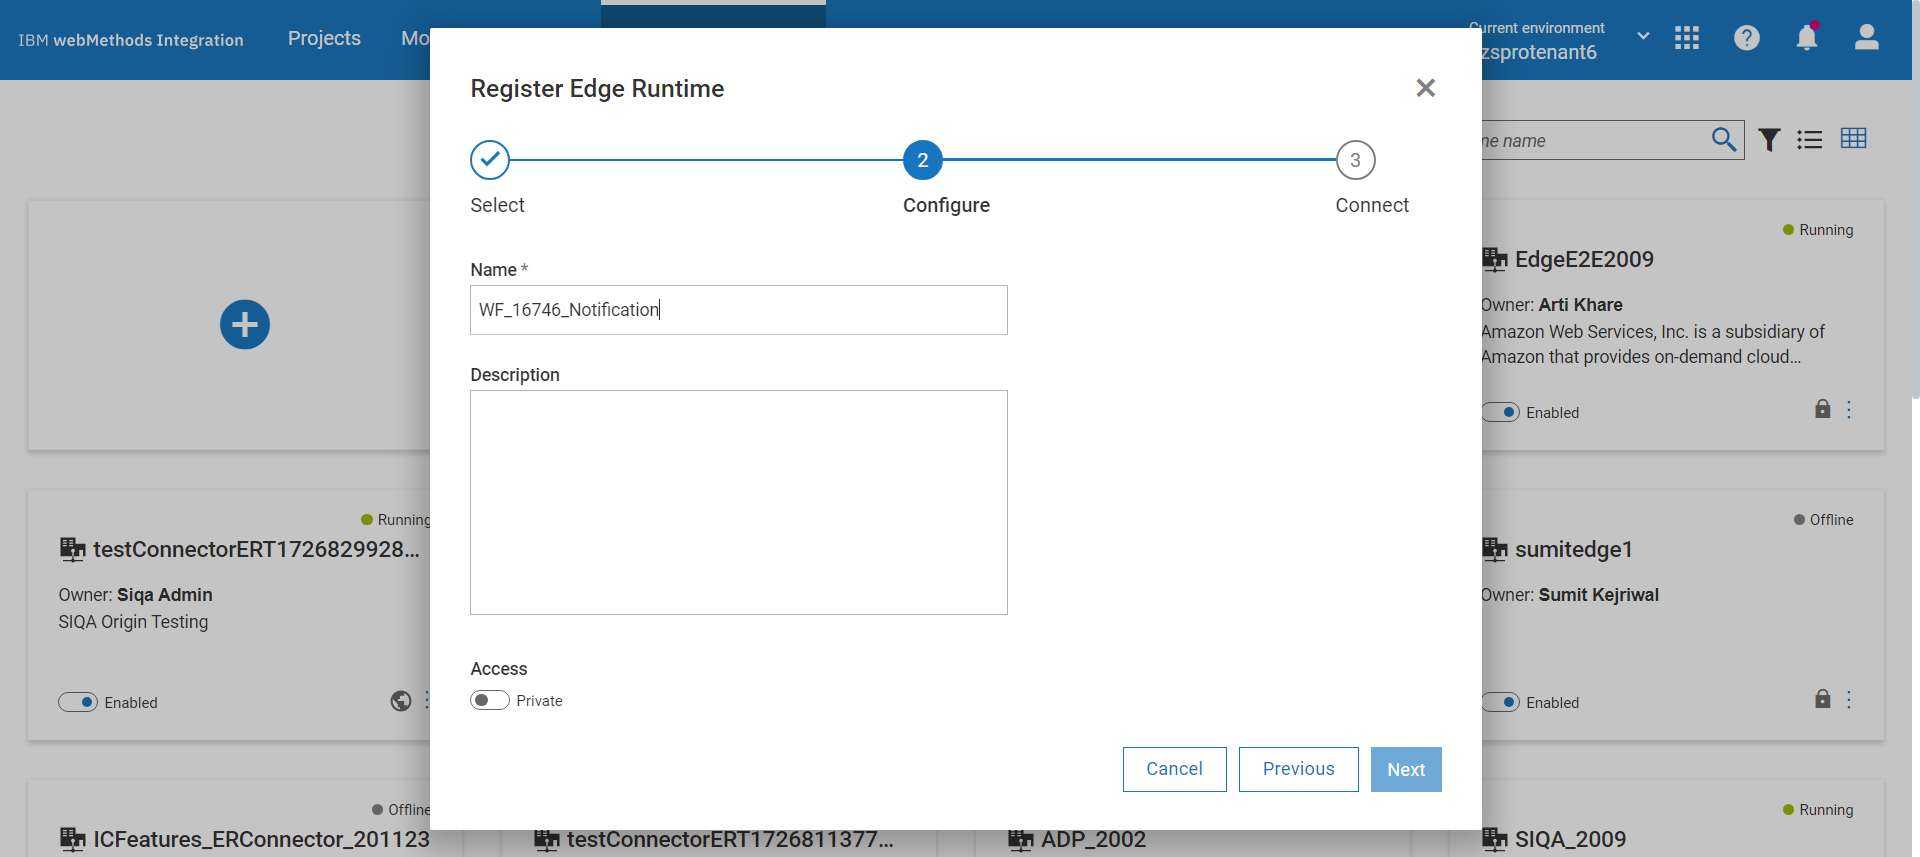 IBM webMethods Integration
Projects
Current environment
zsprotenant6
Register Edge Runtime
2
3
Select
Configure
Connect
Name *
WF_16746_Notification
Description
Access
Private
Cancel
Previous
Next
name
Running
EdgeE2E2009
Owner: Arti Khare
Amazon Web Services, Inc. is a subsidiary of
Amazon that provides on-demand cloud...
Enabled
Running
testConnectorERT1726829928...
Owner: Siqa Admin
SIQA Origin Testing
Enabled
Offline
sumitedge1
Owner: Sumit Kejriwal
Enabled
Offline
ICFeatures_ERConnector_201123
testConnectorERT1726811377...
ADP_2002
Running
SIQA_2009